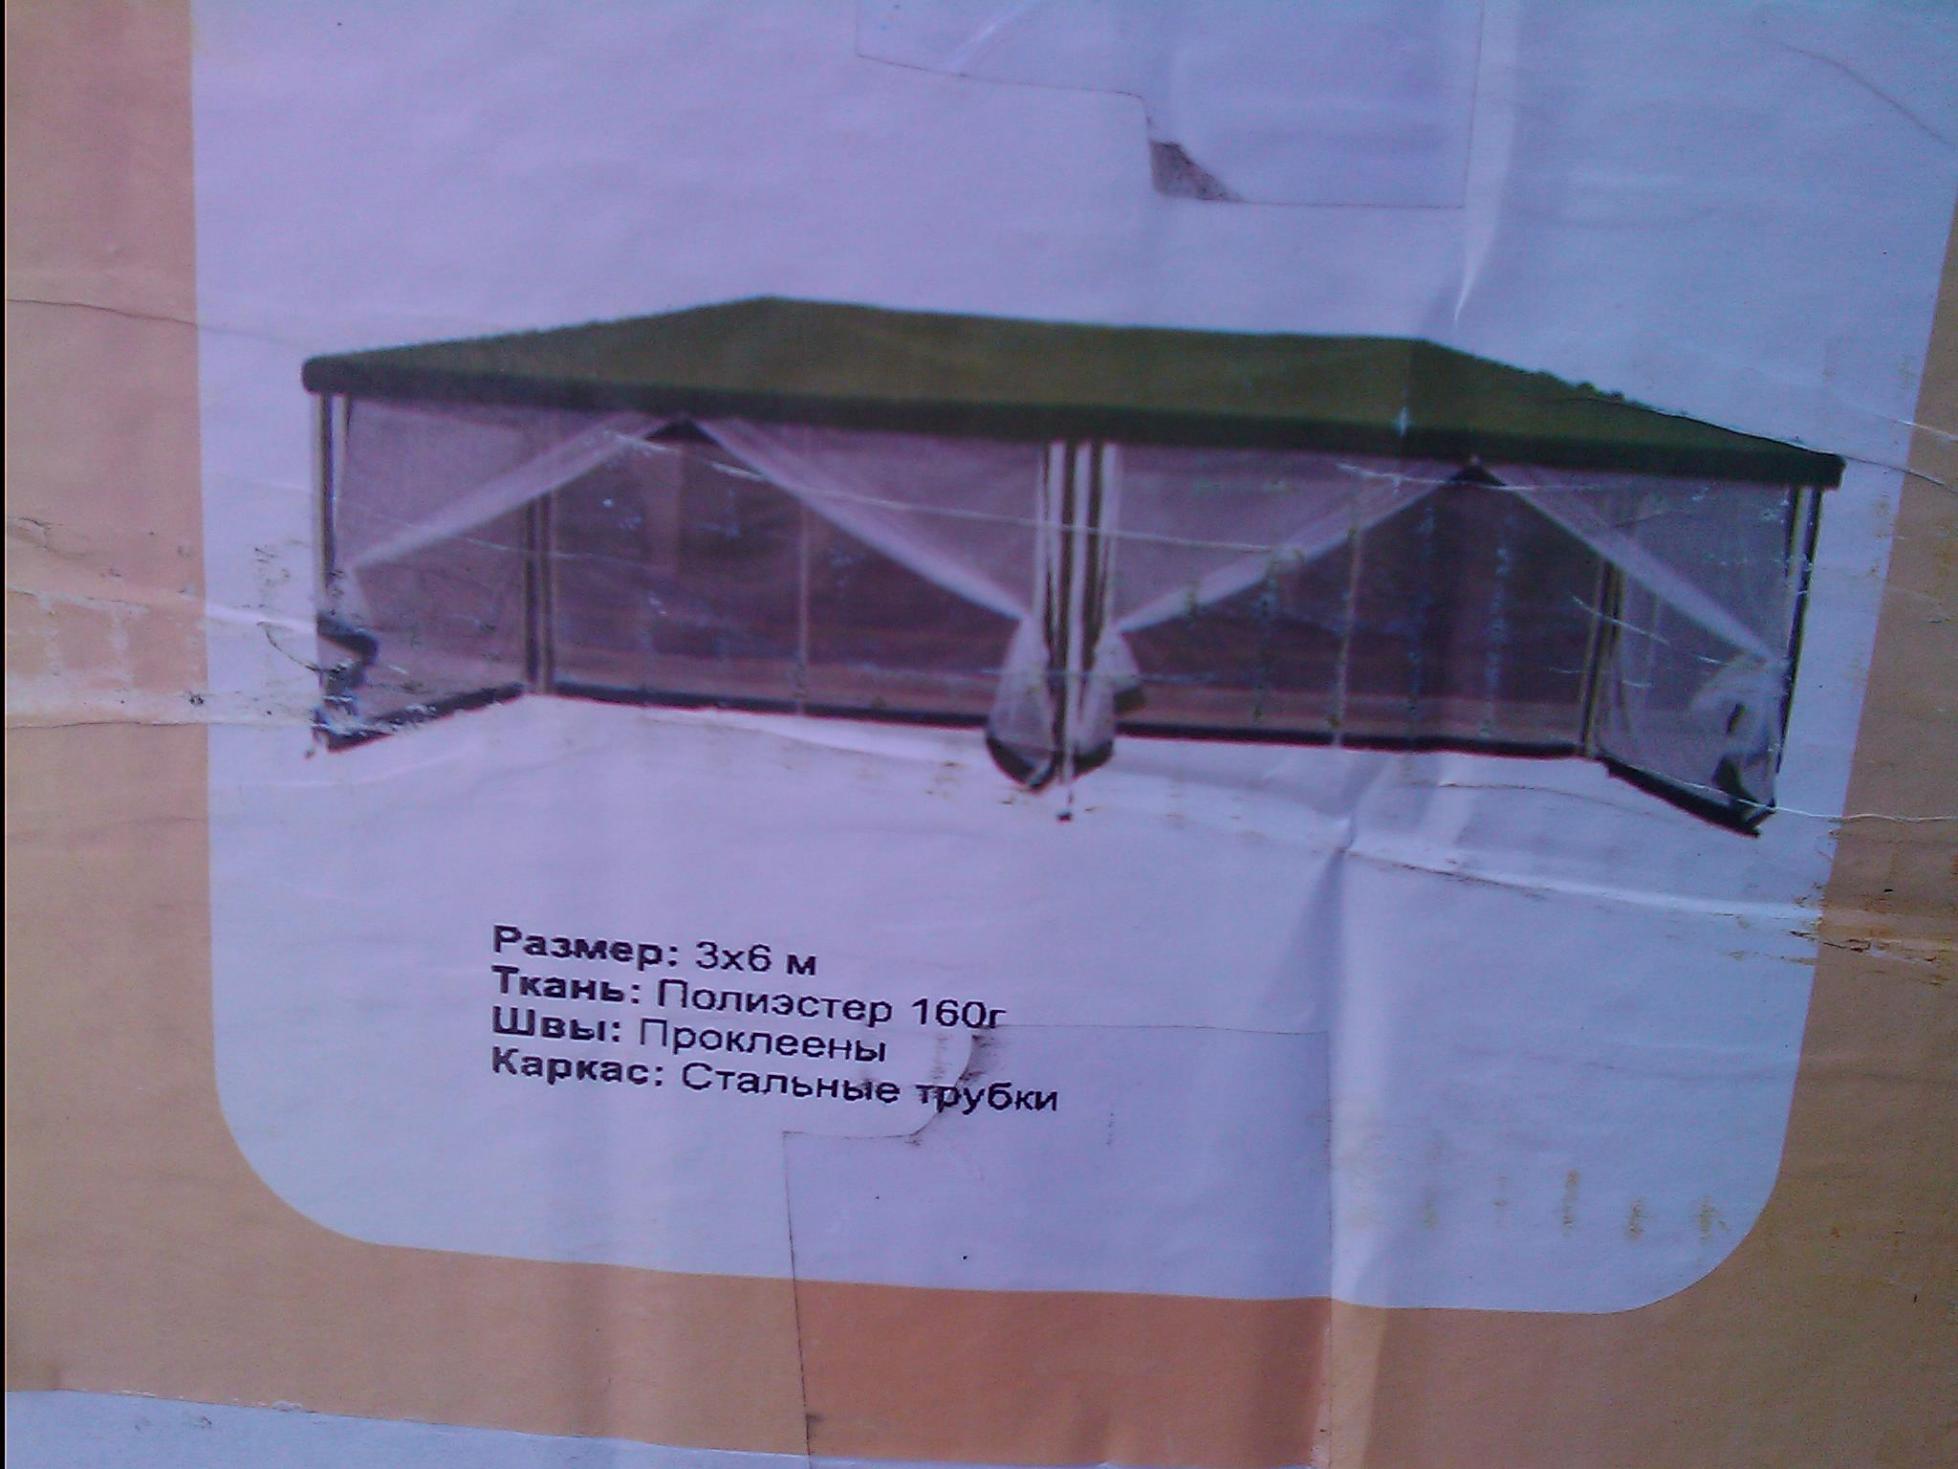 Размер: 3х6 м
Ткань: Полиэстер 160г
Швы: Проклеены
Каркас: Стальные трубки